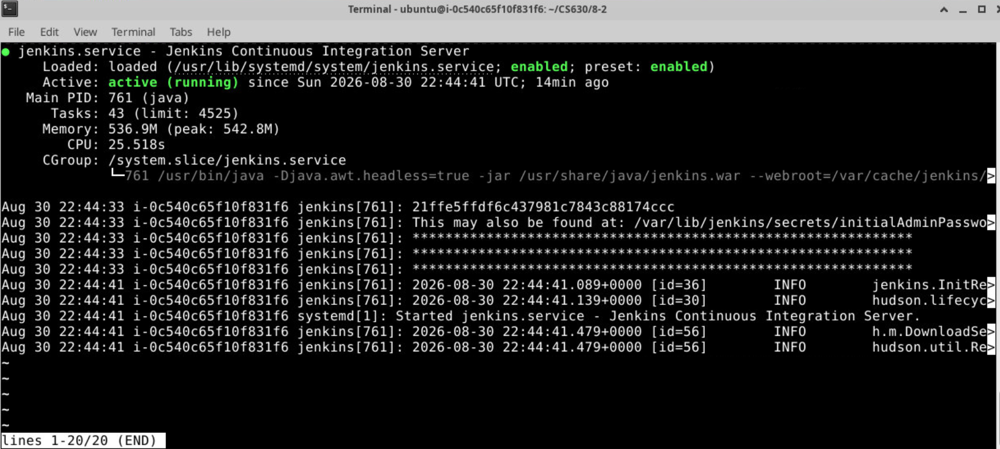 Terminal - ubuntu@i-0c540c65f10f831f6: ~/CS630/8-2
File Edit View Terminal Tabs Help
● jenkins.service - Jenkins Continuous Integration Server
Loaded: loaded (/usr/lib/systemd/system/jenkins.service; enabled; preset: enabled)
Active: active (running) since Sun 2026-08-30 22:44:41 UTC; 14min ago
Main PID: 761 (java)
Tasks: 43 (limit: 4525)
Memory: 536.9M (peak: 542.8M)
CPU: 25.518s
CGroup: /system.slice/jenkins.service
└─761 /usr/bin/java -Djava.awt.headless=true -jar /usr/share/java/jenkins.war --webroot=/var/cache/jenkins/>
Aug 30 22:44:33 i-0c540c65f10f831f6 jenkins[761]: 21ffe5ffdf6c437981c7843c88174ccc
Aug 30 22:44:33 i-0c540c65f10f831f6 jenkins[761]: This may also be found at: /var/lib/jenkins/secrets/initialAdminPasswo>
Aug 30 22:44:33 i-0c540c65f10f831f6 jenkins[761]: *************************************************************
Aug 30 22:44:33 i-0c540c65f10f831f6 jenkins[761]: *************************************************************
Aug 30 22:44:33 i-0c540c65f10f831f6 jenkins[761]: *************************************************************
Aug 30 22:44:41 i-0c540c65f10f831f6 jenkins[761]: 2026-08-30 22:44:41.089+0000 [id=36] INFO jenkins.InitRe>
Aug 30 22:44:41 i-0c540c65f10f831f6 jenkins[761]: 2026-08-30 22:44:41.139+0000 [id=30] INFO hudson.lifecyc>
Aug 30 22:44:41 i-0c540c65f10f831f6 systemd[1]: Started jenkins.service - Jenkins Continuous Integration Server.
Aug 30 22:44:41 i-0c540c65f10f831f6 jenkins[761]: 2026-08-30 22:44:41.479+0000 [id=56] INFO h.m.DownloadSe>
Aug 30 22:44:41 i-0c540c65f10f831f6 jenkins[761]: 2026-08-30 22:44:41.479+0000 [id=56] INFO hudson.util.Re>
~
~
~
~
~
lines 1-20/20 (END)